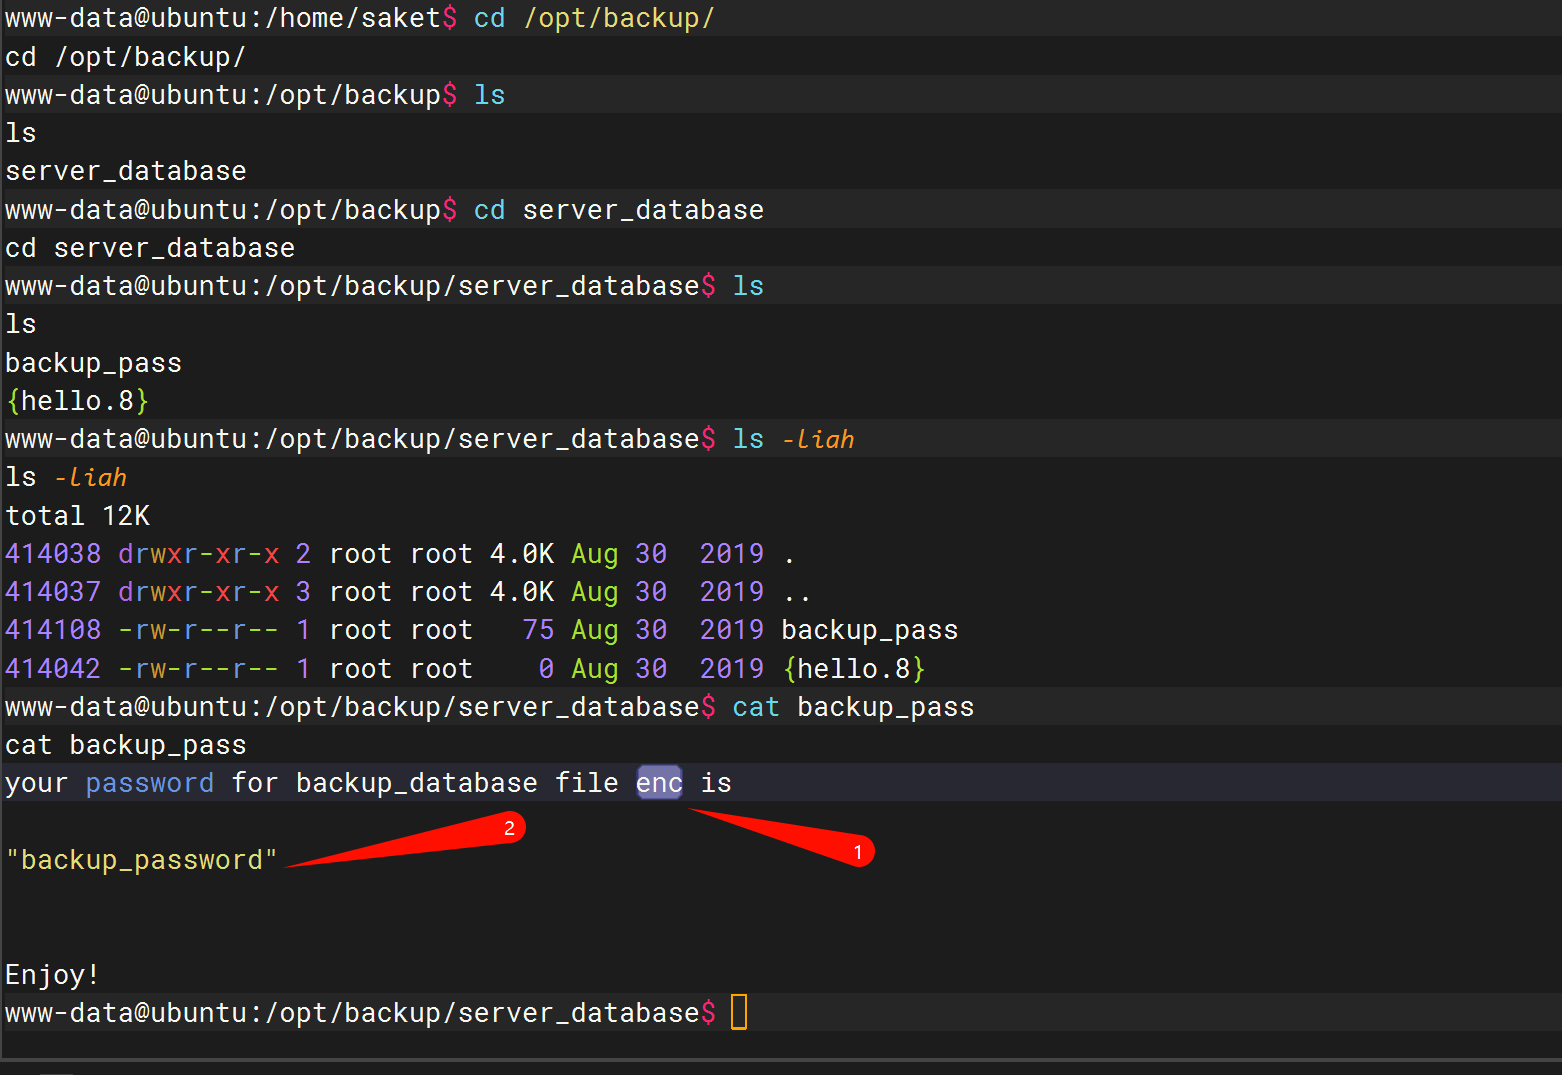 www-data@ubuntu:/home/saket$ cd /opt/backup/
cd /opt/backup/
www-data@ubuntu:/opt/backup$ ls
ls
server_database
www-data@ubuntu:/opt/backup$ cd server_database
cd server_database
www-data@ubuntu:/opt/backup/server_database$ ls
ls
backup_pass
{hello.8}
www-data@ubuntu:/opt/backup/server_database$ ls -liah
ls -liah
total 12K
414038 drwxr-xr-x 2 root root 4.0K Aug 30  2019 .
414037 drwxr-xr-x 3 root root 4.0K Aug 30  2019 ..
414108 -rw-r--r-- 1 root root   75 Aug 30  2019 backup_pass
414042 -rw-r--r-- 1 root root    0 Aug 30  2019 {hello.8}
www-data@ubuntu:/opt/backup/server_database$ cat backup_pass
cat backup_pass
your password for backup_database file enc is
2
1
"backup_password"
Enjoy!
www-data@ubuntu:/opt/backup/server_database$